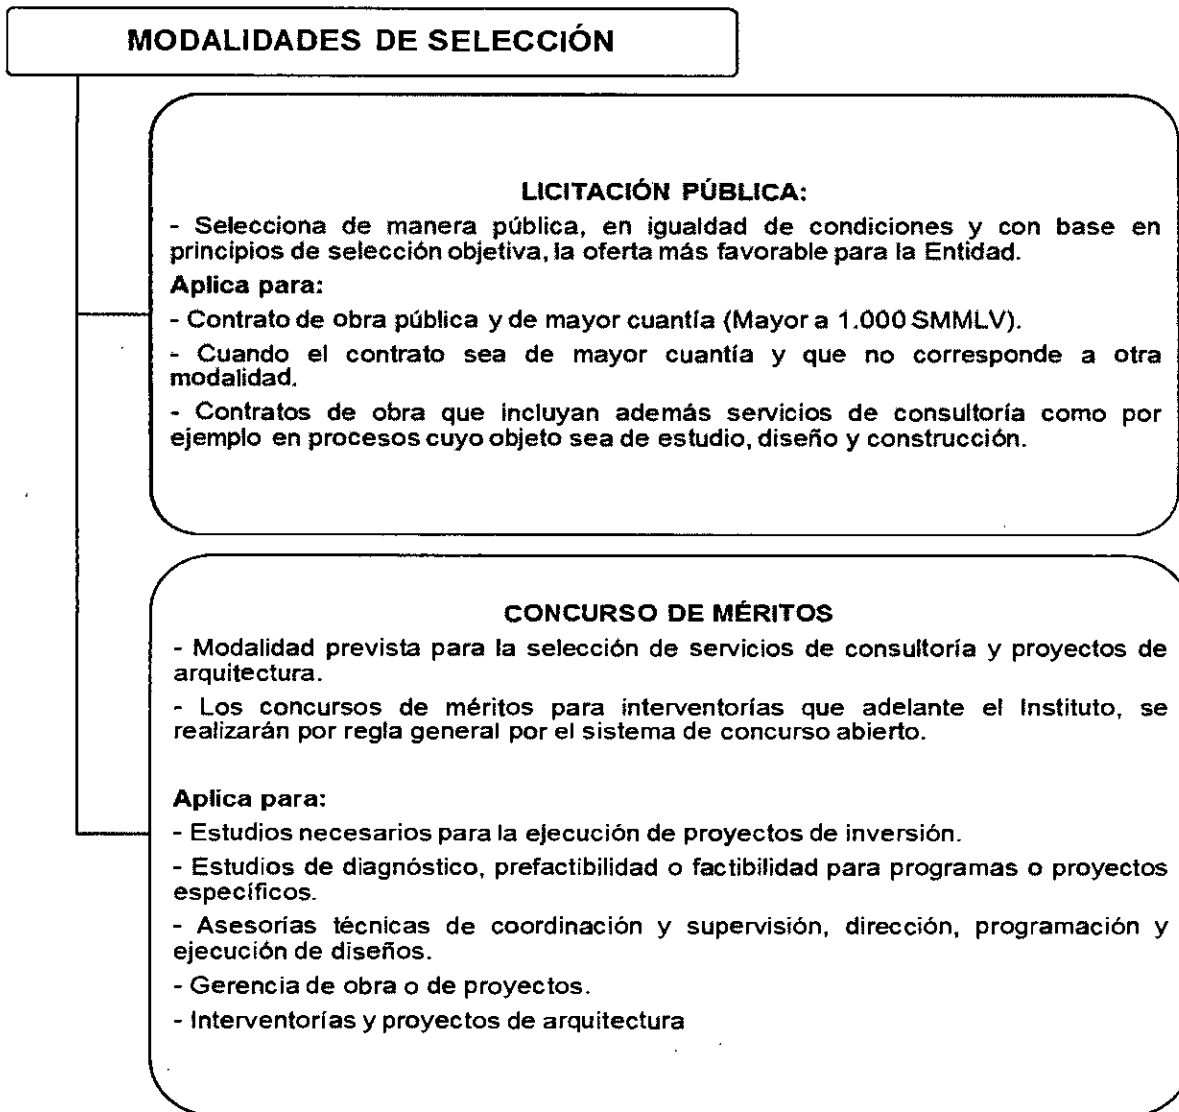 MODALIDADES DE SELECCIÓN
LICITACIÓN PÚBLICA:
- Selecciona de manera pública, en igualdad de condiciones y con base en
principios de selección objetiva, la oferta más favorable para la Entidad.
Aplica para:
- Contrato de obra pública y de mayor cuantía (Mayor a 1.000 SMMLV).
- Cuando el contrato sea de mayor cuantía y que no corresponde a otra
modalidad.
- Contratos de obra que incluyan además servicios de consultoría como por
ejemplo en procesos cuyo objeto sea de estudio, diseño y construcción.
CONCURSO DE MÉRITOS
- Modalidad prevista para la selección de servicios de consultoría y proyectos de
arquitectura.
- Los concursos de méritos para interventorías que adelante el Instituto, se
realizarán por regla general por el sistema de concurso abierto.
Aplica para:
- Estudios necesarios para la ejecución de proyectos de inversión.
- Estudios de diagnóstico, prefactibilidad o factibilidad para programas o proyectos
específicos.
- Asesorías técnicas de coordinación y supervisión, dirección, programación y
ejecución de diseños.
- Gerencia de obra o de proyectos.
- Interventorías y proyectos de arquitectura